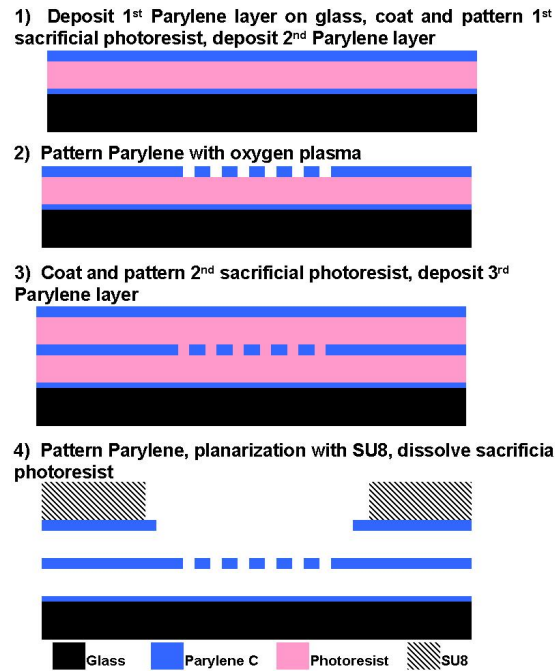 1) Deposit 1st Parylene layer on glass, coat and pattern 1st
sacrificial photoresist, deposit 2nd Parylene layer
2) Pattern Parylene with oxygen plasma
3) Coat and pattern 2nd sacrificial photoresist, deposit 3rd
Parylene layer
4) Pattern Parylene, planarization with SU8, dissolve sacrificia
photoresist
Glass Parylene C Photoresist SU8